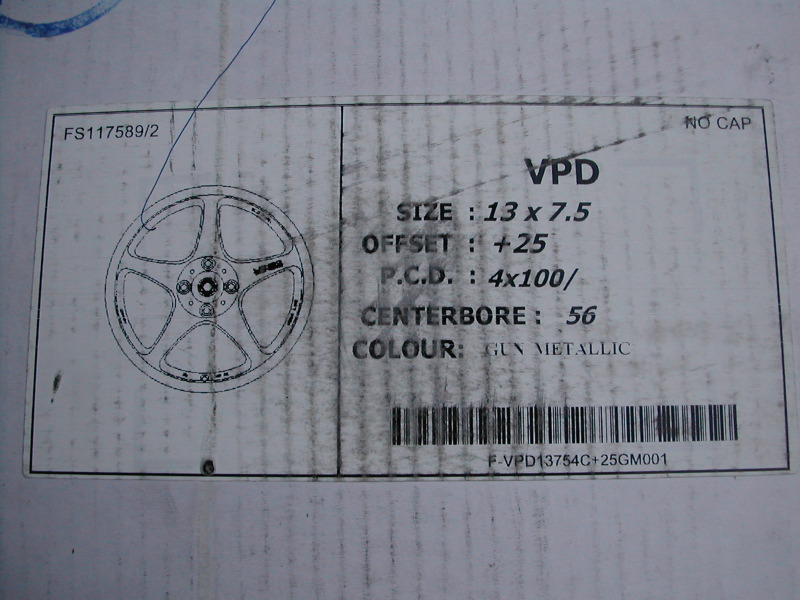 FS117589/2
NO CAP
VPD
SIZE : 13 x 7.5
OFFSET : +25
P.C.D. : 4x100/
CENTERBORE : 56
COLOUR: GUN METALLIC
F-VPD13754C+25GM001